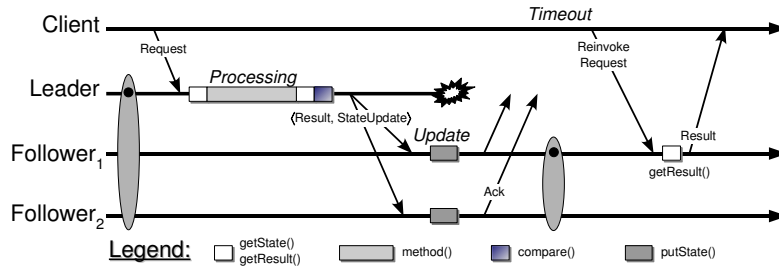 Client
Timeout
Request
Reinvoke
Request
Leader
Processing
⟨Result, StateUpdate⟩
Update
Result
Follower1
getResult()
Ack
Follower2
Legend:
getState()
getResult()
method()
compare()
putState()